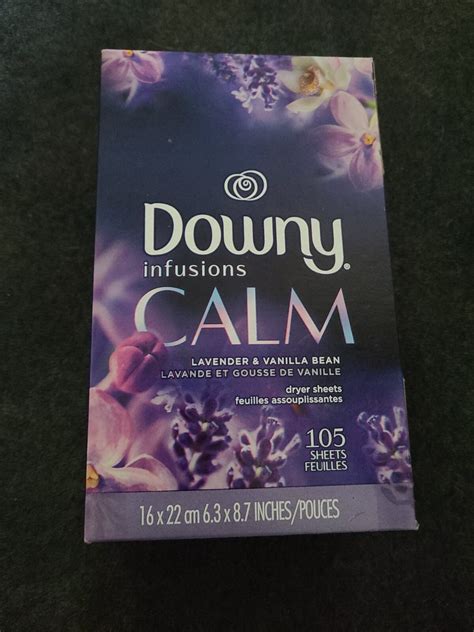 Downy®
infusions
CALM
LAVENDER & VANILLA BEAN
LAVANDE ET GOUSSE DE VANILLE
dryer sheets
feuilles assouplissantes
105
SHEETS
FEUILLES
16 x 22 cm 6.3 x 8.7 INCHES/POUCES